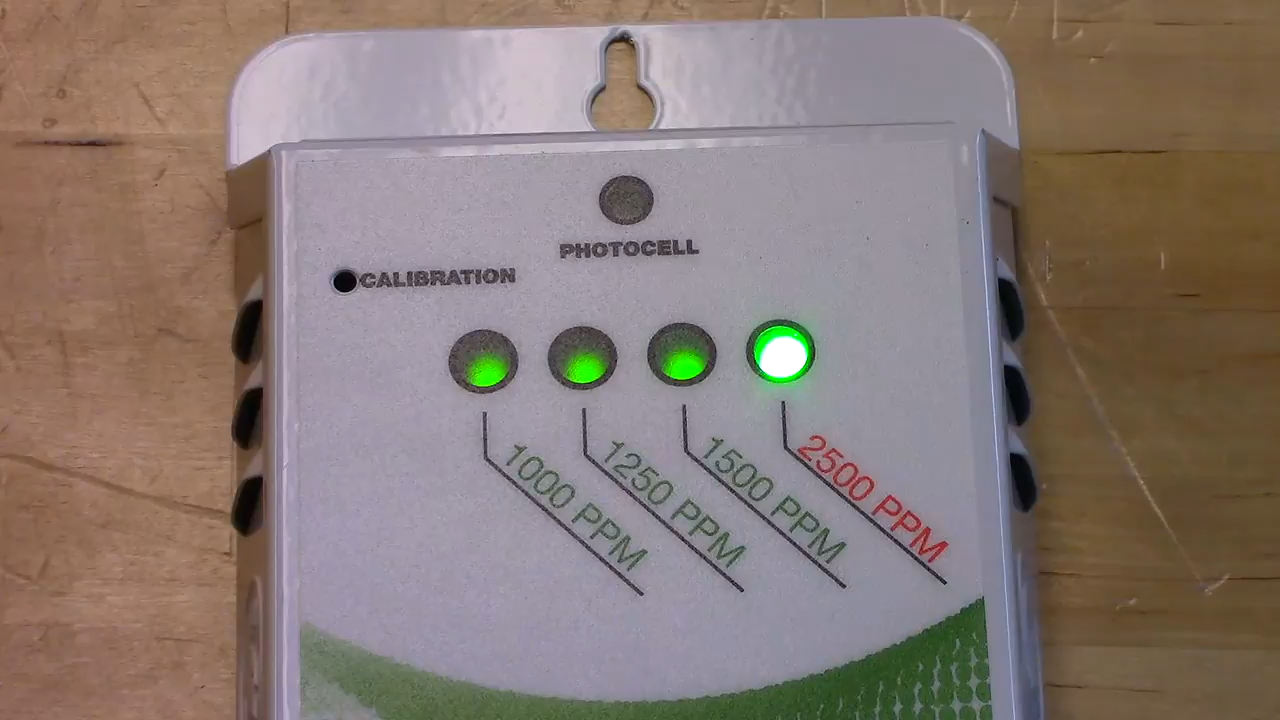 PHOTOCELL
CALIBRATION
1000 PPM
1250 PPM
1500 PPM
2500 PPM